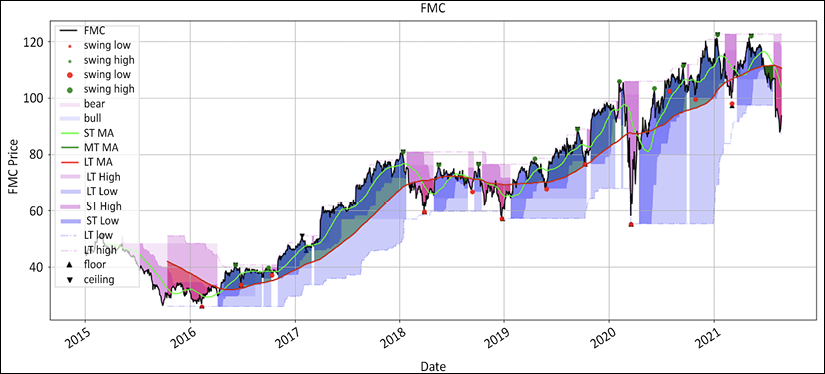 FMC
FMC
swing low
swing high
swing low
swing high
bear
bull
ST MA
MT MA
LT MA
LT High
LT Low
ST High
ST Low
LT low
LT high
floor
ceiling
FMC Price
120
100
80
60
40
2015 2016 2017 2018 2019 2020 2021
Date